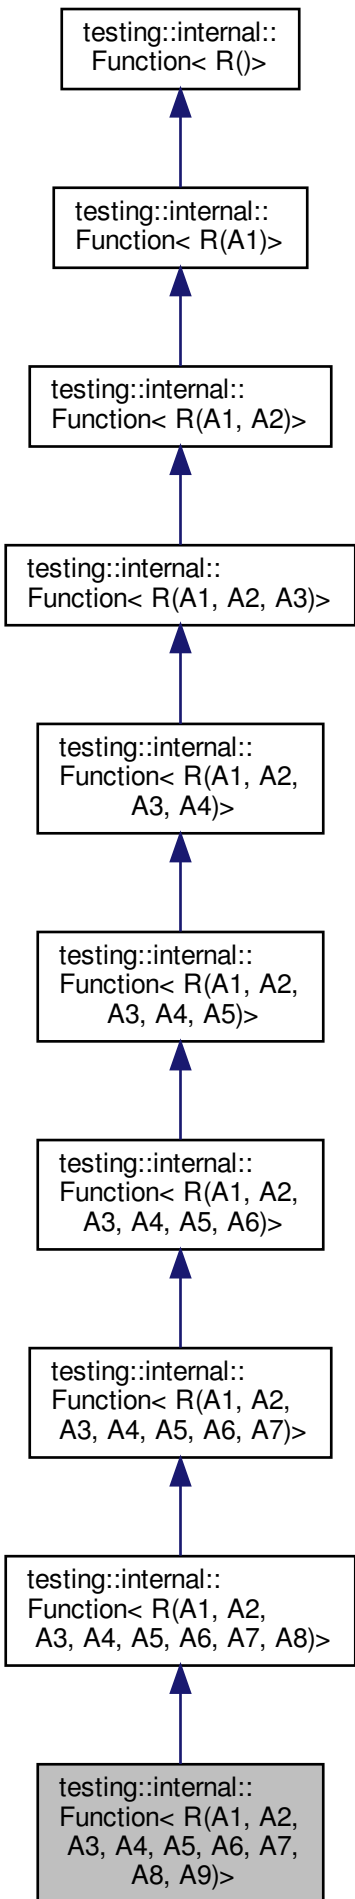 testing::internal::
Function< R()>
testing::internal::
Function< R(A1)>
testing::internal::
Function< R(A1, A2)>
testing::internal::
Function< R(A1, A2, A3)>
testing::internal::
Function< R(A1, A2,
A3, A4)>
testing::internal::
Function< R(A1, A2,
A3, A4, A5)>
testing::internal::
Function< R(A1, A2,
A3, A4, A5, A6)>
testing::internal::
Function< R(A1, A2,
A3, A4, A5, A6, A7)>
testing::internal::
Function< R(A1, A2,
A3, A4, A5, A6, A7, A8)>
testing::internal::
Function< R(A1, A2,
A3, A4, A5, A6, A7,
A8, A9)>